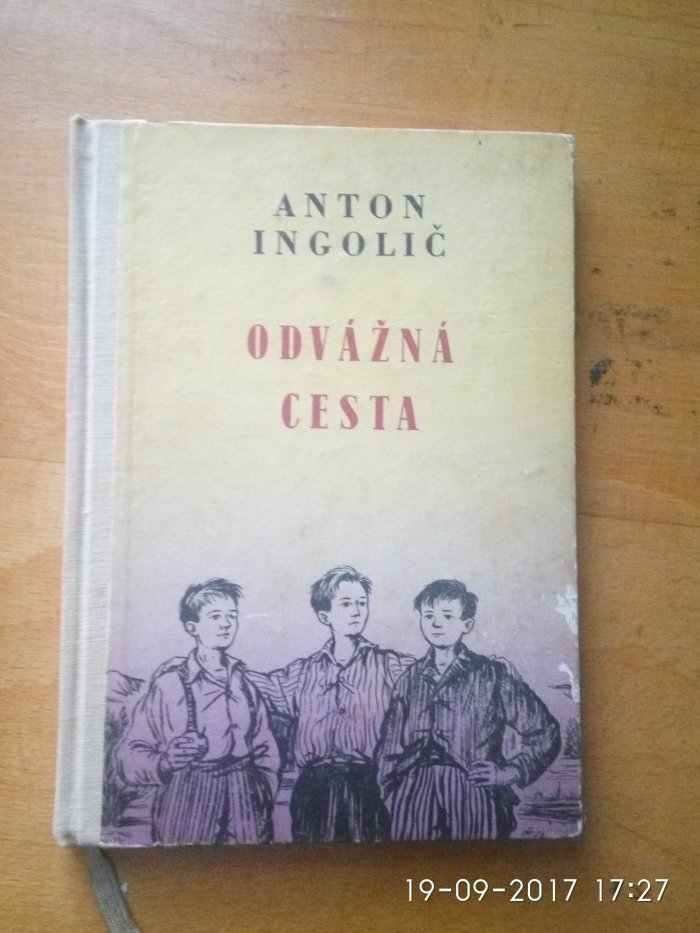 ANTON
INGOLIČ
ODVÁŽNÁ
CESTA
19-09-2017 17:27